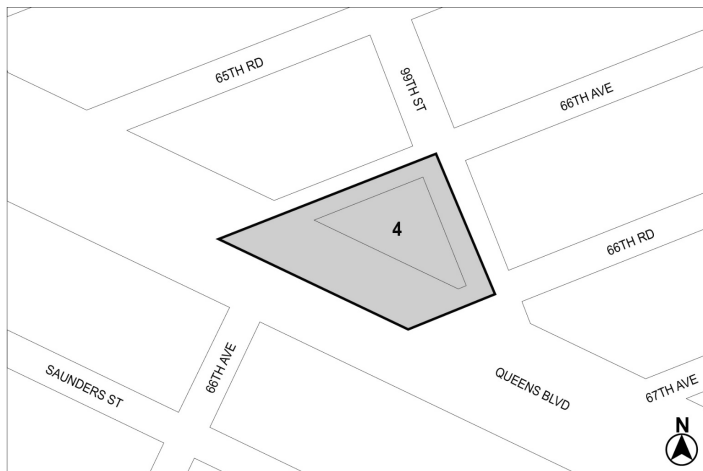 65TH RD
99TH ST
66TH AVE
4
66TH RD
66TH AVE
SAUNDERS ST
QUEENS BLVD
67TH AVE
N